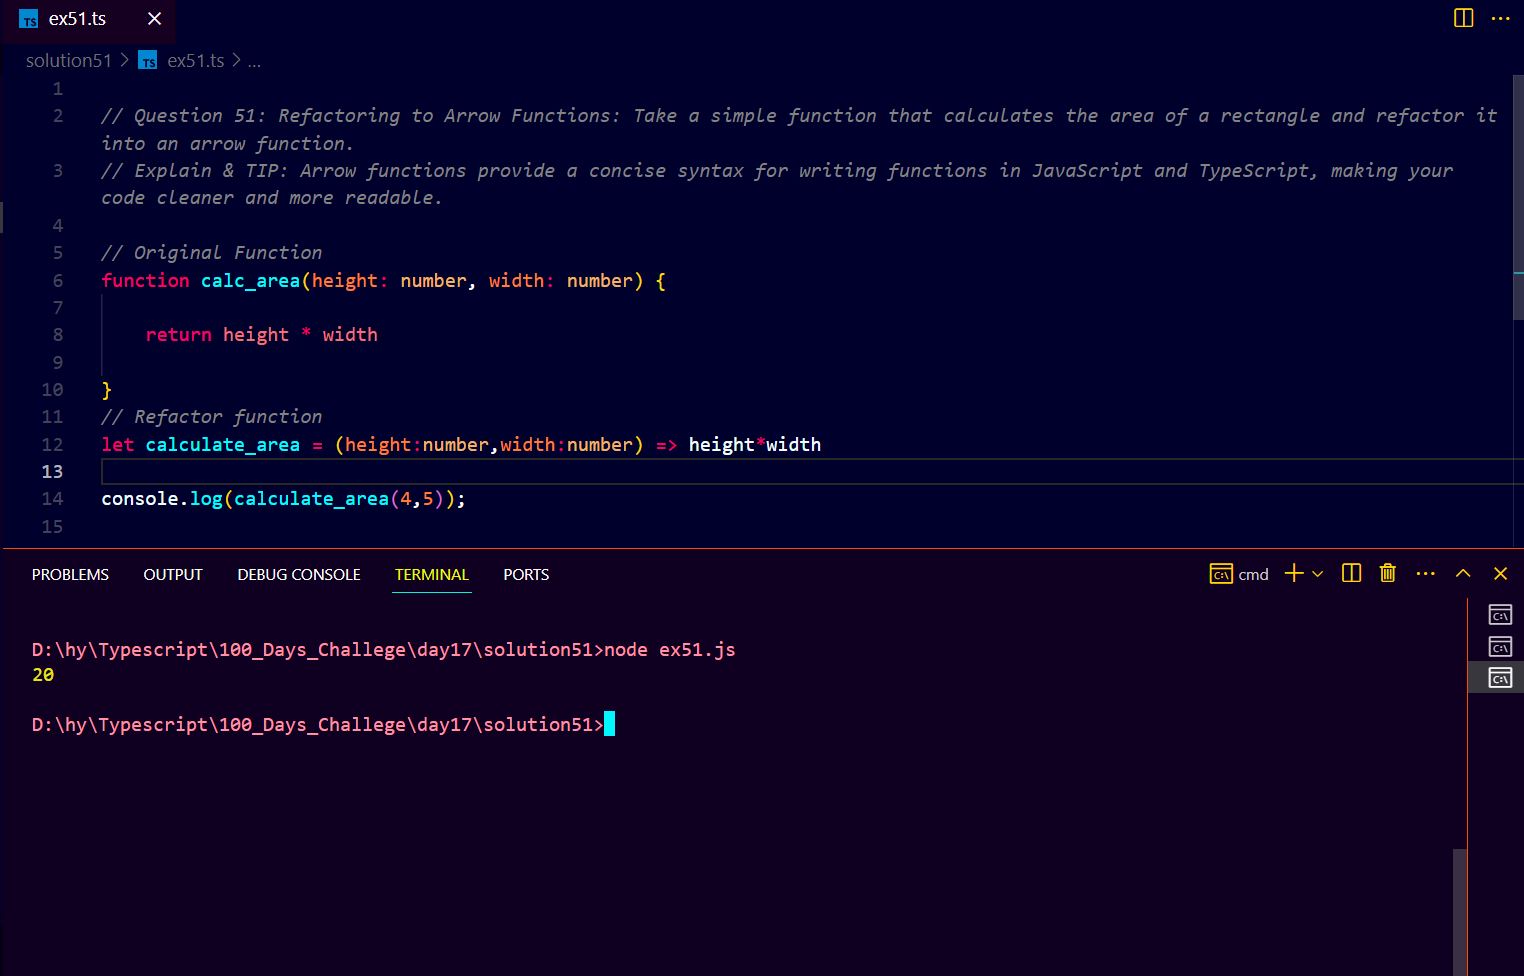 TS ex51.ts
solution51 > TS ex51.ts > ...
1
2 // Question 51: Refactoring to Arrow Functions: Take a simple function that calculates the area of a rectangle and refactor it
into an arrow function.
3 // Explain & TIP: Arrow functions provide a concise syntax for writing functions in JavaScript and TypeScript, making your
code cleaner and more readable.
4
5 // Original Function
6 function calc_area(height: number, width: number) {
7
8 return height * width
9
10 }
11 // Refactor function
12 let calculate_area = (height:number,width:number) => height*width
13
14 console.log(calculate_area(4,5));
15
PROBLEMS OUTPUT DEBUG CONSOLE TERMINAL PORTS cmd
D:\hy\Typescript\100_Days_Challege\day17\solution51>node ex51.js
20
D:\hy\Typescript\100_Days_Challege\day17\solution51>